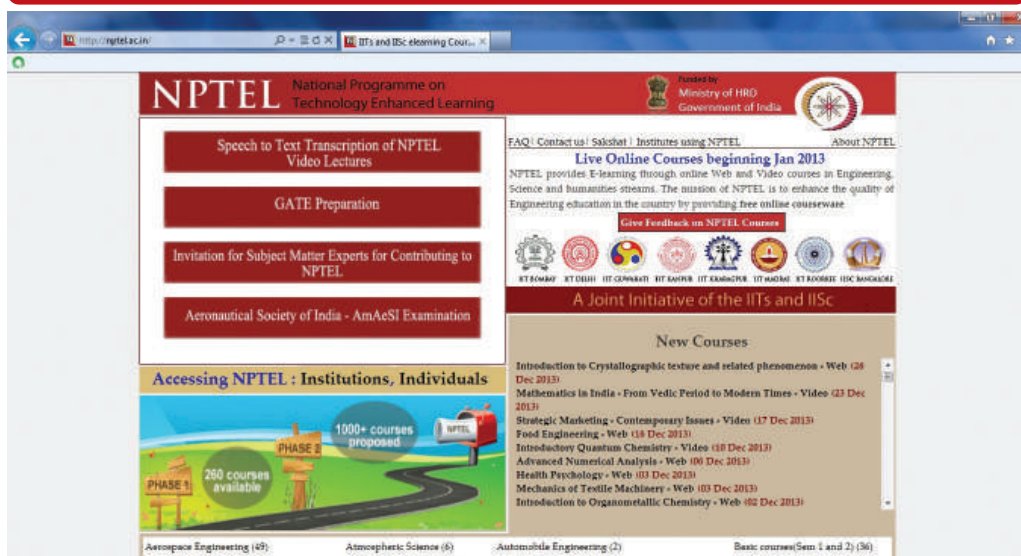 http://nptel.ac.in/
IITs and IISc elearning Cour...
NPTEL
National Programme on
Technology Enhanced Learning
Funded by
Ministry of HRD
Government of India
Speech to Text Transcription of NPTEL
Video Lectures
GATE Preparation
Invitation for Subject Matter Experts for Contributing to
NPTEL
Aeronautical Society of India - AmAeSI Examination
FAQ | Contact us | Sakshat | Institutes using NPTEL
About NPTEL
Live Online Courses beginning Jan 2013
NPTEL provides E-learning through online Web and Video courses in Engineering,
Science and humanities streams. The mission of NPTEL is to enhance the quality of
Engineering education in the country by providing free online courseware
Give Feedback on NPTEL Courses
IIT BOMBAY IIT DELHI IIT GUWAHATI IIT KANPUR IIT KHARAGPUR IIT MADRAS IIT ROORKEE IISC BANGALORE
A Joint Initiative of the IITs and IISc
New Courses
Introduction to Crystallographic texture and related phenomenon - Web (26
Dec 2013)
Mathematics in India - From Vedic Period to Modern Times - Video (23 Dec
2013)
Strategic Marketing - Contemporary Issues - Video (17 Dec 2013)
Food Engineering - Web (16 Dec 2013)
Introductory Quantum Chemistry - Video (10 Dec 2013)
Advanced Numerical Analysis - Web (06 Dec 2013)
Health Psychology - Web (03 Dec 2013)
Mechanics of Textile Machinery - Web (03 Dec 2013)
Introduction to Organometallic Chemistry - Web (02 Dec 2013)
Accessing NPTEL : Institutions, Individuals
PHASE 1
260 courses
available
PHASE 2
1000+ courses
proposed
NPTEL
Aerospace Engineering (49)
Atmospheric Science (6)
Automobile Engineering (2)
Basic courses(Sem 1 and 2) (36)